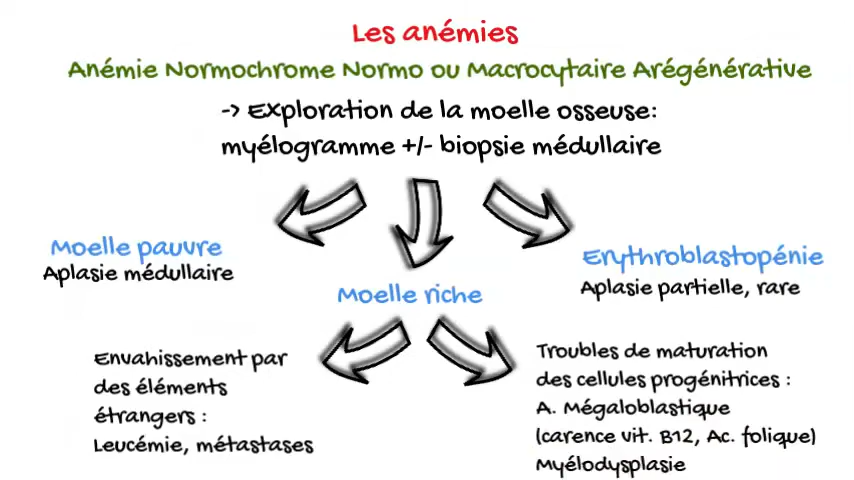 Les anémies
Anémie Normochrome Normo ou Macrocytaire Arégénérative
-> Exploration de la moelle osseuse:
myélogramme +/- biopsie médullaire
Moelle pauvre
Aplasie médullaire
Moelle riche
Erythroblastopénie
Aplasie partielle, rare
Envahissement par
des éléments
étrangers :
Leucémie, métastases
Troubles de maturation
des cellules progénitrices :
A. Mégaloblastique
(carence vit. B12, Ac. folique)
Myélodysplasie